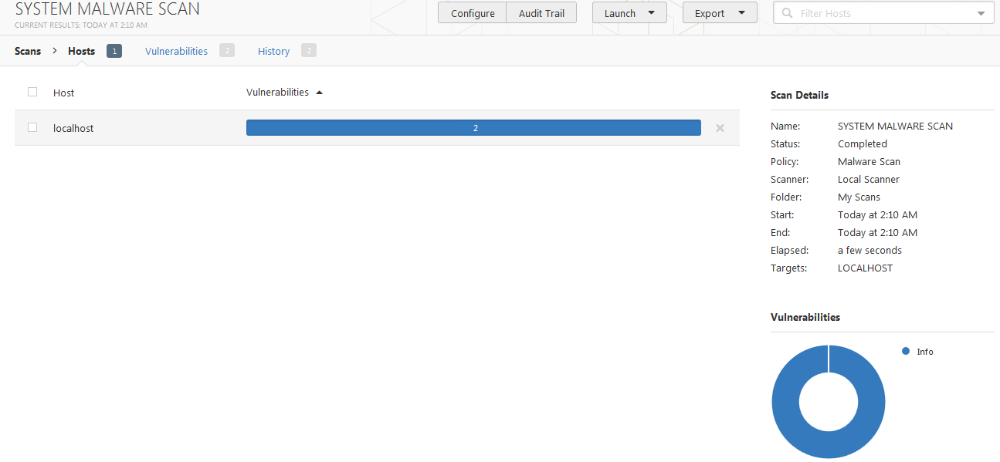 SYSTEM MALWARE SCAN
CURRENT RESULTS: TODAY AT 2:10 AM
Configure
Audit Trail
Launch
Export
Filter Hosts
Scans > Hosts 1 Vulnerabilities 2 History 2
Host Vulnerabilities
localhost 2
Scan Details
Name: SYSTEM MALWARE SCAN
Status: Completed
Policy: Malware Scan
Scanner: Local Scanner
Folder: My Scans
Start: Today at 2:10 AM
End: Today at 2:10 AM
Elapsed: a few seconds
Targets: LOCALHOST
Vulnerabilities
Info